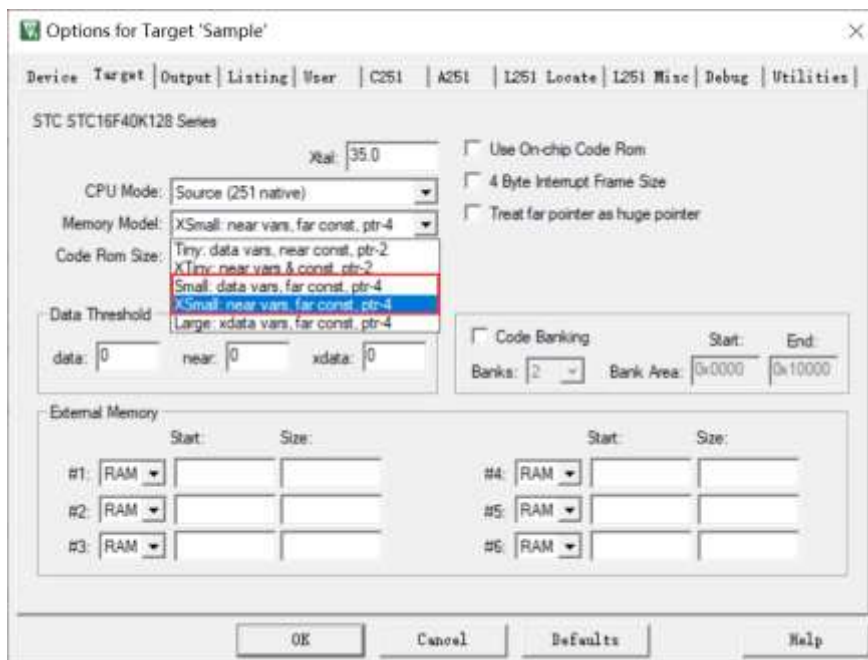 Options for Target 'Sample'
Device Target Output Listing User C251 A251 L251 Locate L251 Misc Debug Utilities
STC STC16F40K128 Series
Xtal: 35.0
Use On-chip Code Rom
CPU Mode: Source (251 native)
4 Byte Interrupt Frame Size
Memory Model: XSmall: near vars, far const, ptr-4
Treat far pointer as huge pointer
Code Rom Size:
Tiny: data vars, near const, ptr-2
XTiny: near vars & const, ptr-2
Small: data vars, far const, ptr-4
XSmall: near vars, far const, ptr-4
Large: xdata vars, far const, ptr-4
Data Threshold
data: 0 near: 0 xdata: 0
Code Banking Start: End:
Banks: 2 Bank Area: 0x0000 0x10000
External Memory
Start: Size: Start: Size:
#1: RAM #4: RAM
#2: RAM #5: RAM
#3: RAM #6: RAM
OK Cancel Defaults Help